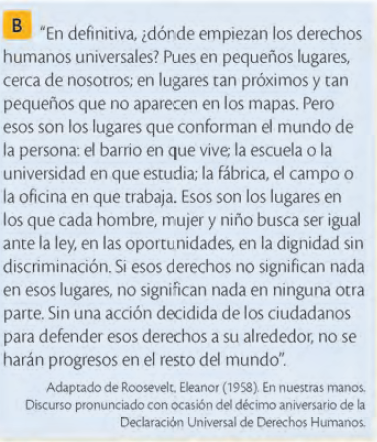 B "En definitiva, ¿dónde empiezan los derechos
humanos universales? Pues en pequeños lugares,
cerca de nosotros; en lugares tan próximos y tan
pequeños que no aparecen en los mapas. Pero
esos son los lugares que conforman el mundo de
la persona: el barrio en que vive; la escuela o la
universidad en que estudia; la fábrica, el campo o
la oficina en que trabaja. Esos son los lugares en
los que cada hombre, mujer y niño busca ser igual
ante la ley, en las oportunidades, en la dignidad sin
discriminación. Si esos derechos no significan nada
en esos lugares, no significan nada en ninguna otra
parte. Sin una acción decidida de los ciudadanos
para defender esos derechos a su alrededor, no se
harán progresos en el resto del mundo".
Adaptado de Roosevelt, Eleanor (1958). En nuestras manos.
Discurso pronunciado con ocasión del décimo aniversario de la
Declaración Universal de Derechos Humanos.